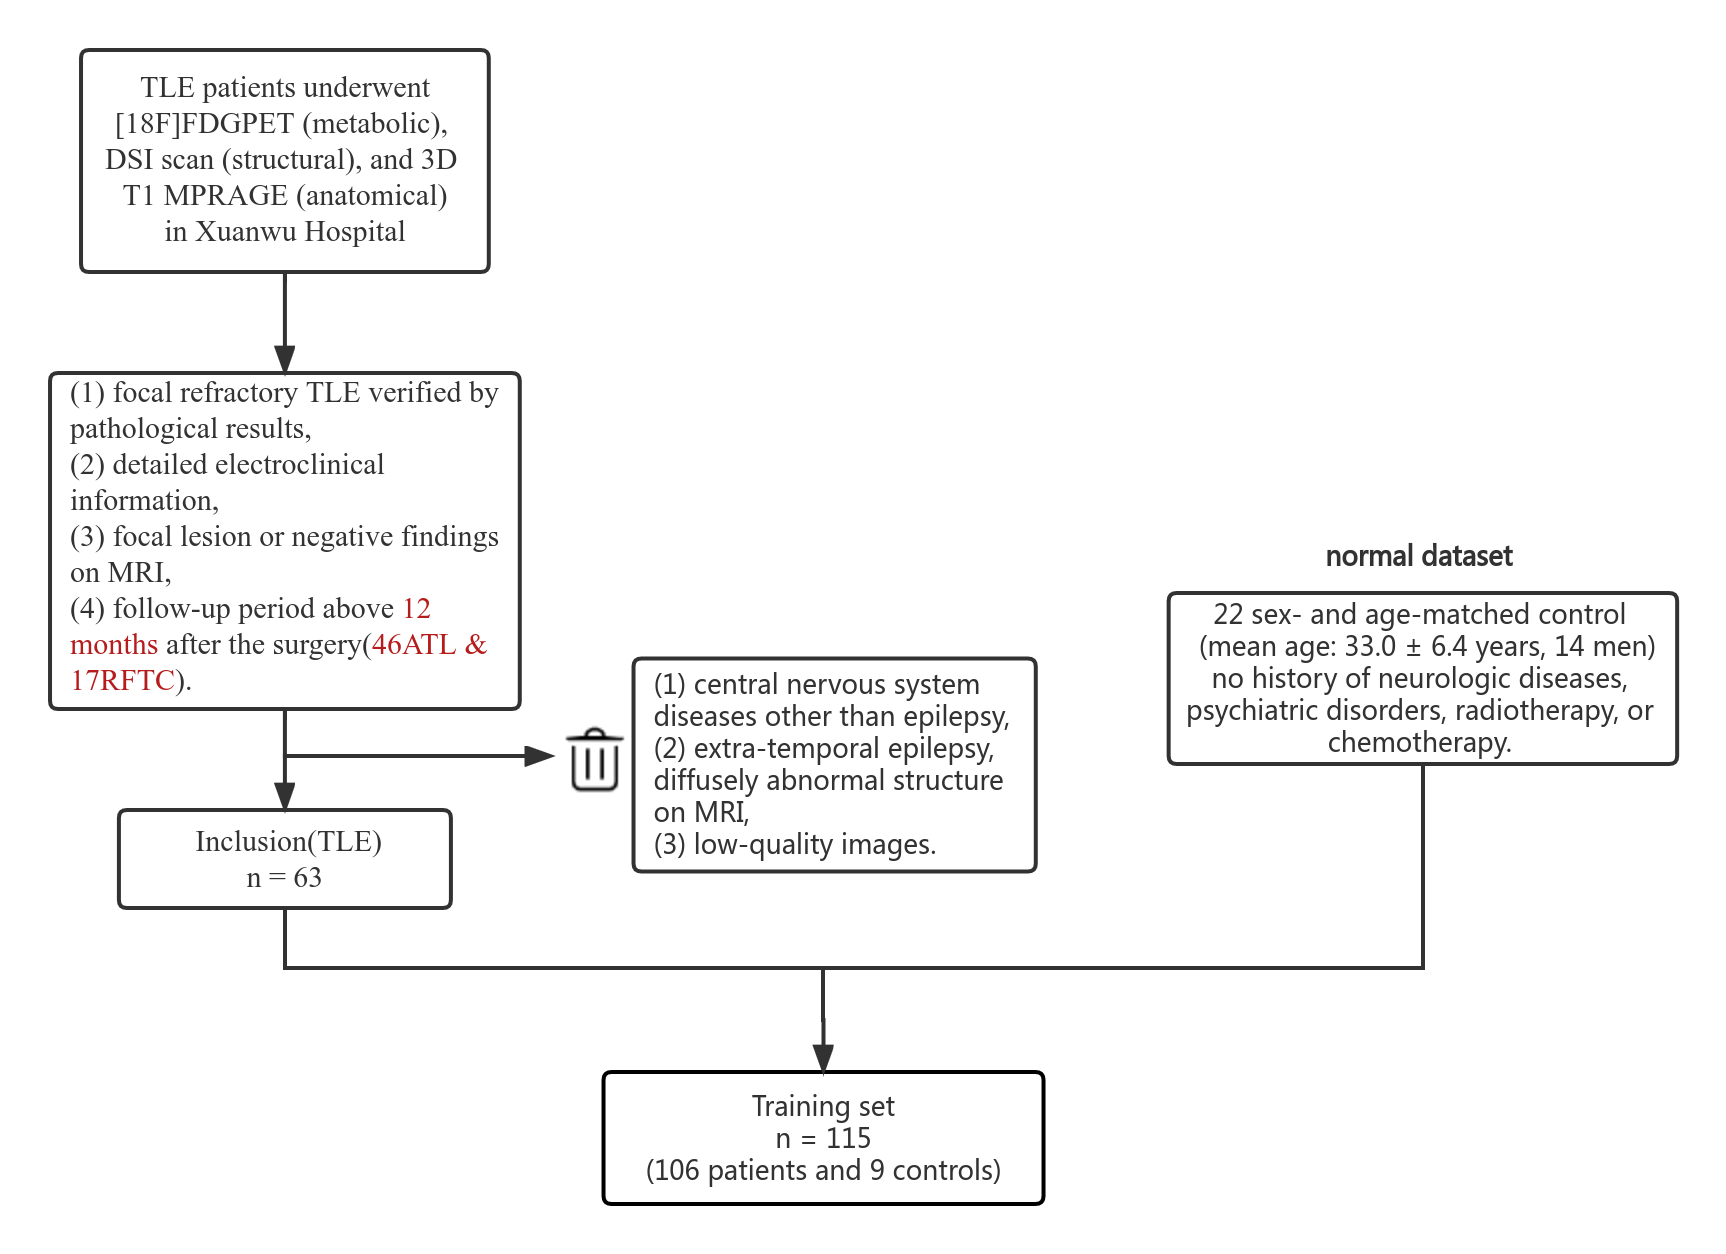 TLE patients underwent
[18F]FDGPET (metabolic),
DSI scan (structural), and 3D
T1 MPRAGE (anatomical)
in Xuanwu Hospital
(1) focal refractory TLE verified by
pathological results,
(2) detailed electroclinical
information,
(3) focal lesion or negative findings
on MRI,
(4) follow-up period above 12
months after the surgery(46ATL &
17RFTC).
(1) central nervous system
diseases other than epilepsy,
(2) extra-temporal epilepsy,
diffusely abnormal structure
on MRI,
(3) low-quality images.
Inclusion(TLE)
n = 63
normal dataset
22 sex- and age-matched control
(mean age: 33.0 ± 6.4 years, 14 men)
no history of neurologic diseases,
psychiatric disorders, radiotherapy, or
chemotherapy.
Training set
n = 115
(106 patients and 9 controls)